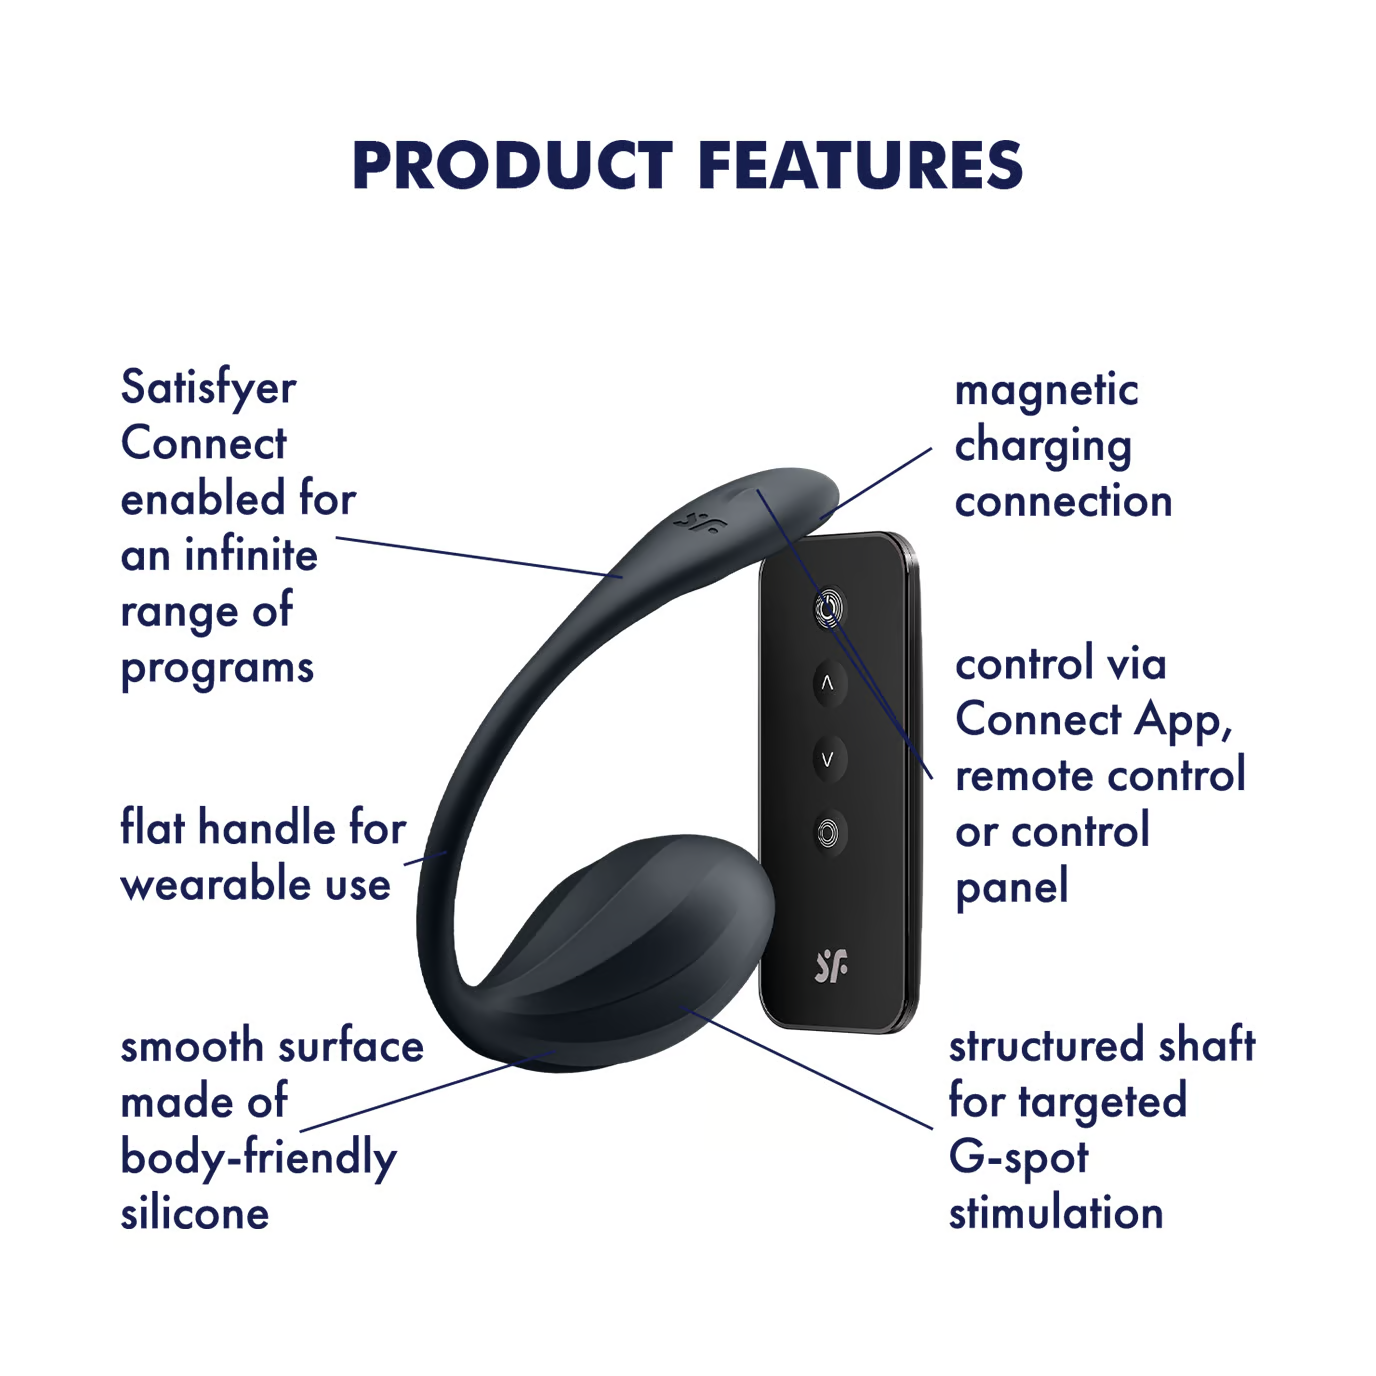 PRODUCT FEATURES
Satisfyer
Connect
enabled for
an infinite
range of
programs
flat handle for
wearable use
smooth surface
made of
body-friendly
silicone
magnetic
charging
connection
control via
Connect App,
remote control
or control
panel
structured shaft
for targeted
G-spot
stimulation
SF
SF